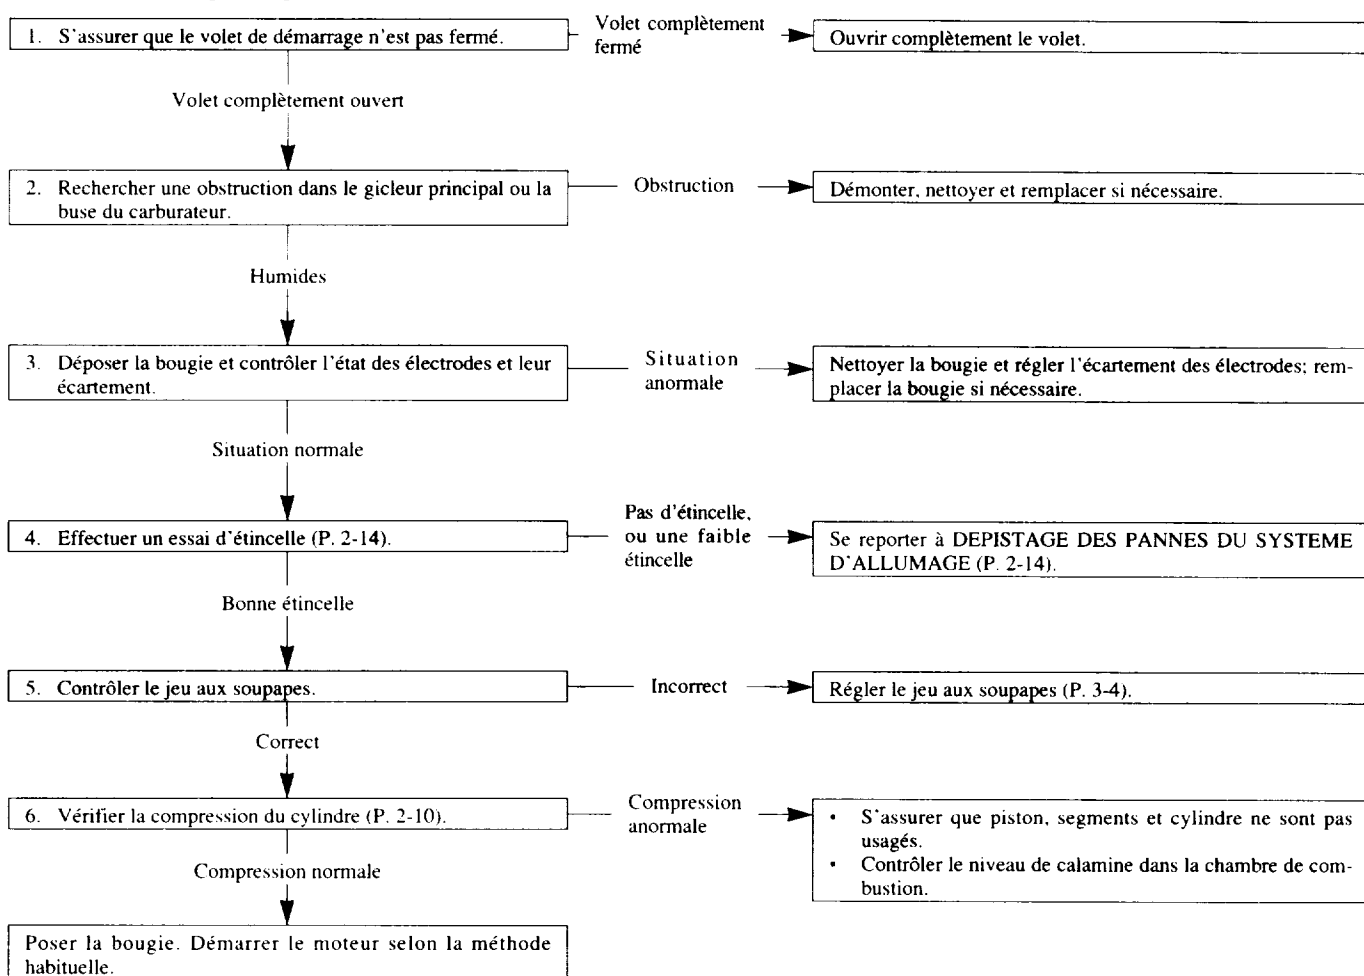 1. S'assurer que le volet de démarrage n'est pas fermé.
Volet complètement
fermé
Ouvrir complètement le volet.
Volet complètement ouvert
2. Rechercher une obstruction dans le gicleur principal ou la
buse du carburateur.
Obstruction
Démonter, nettoyer et remplacer si nécessaire.
Humides
3. Déposer la bougie et contrôler l'état des électrodes et leur
écartement.
Situation
anormale
Nettoyer la bougie et régler l'écartement des électrodes; rem-
placer la bougie si nécessaire.
Situation normale
4. Effectuer un essai d'étincelle (P. 2-14).
Pas d'étincelle,
ou une faible
étincelle
Se reporter à DEPISTAGE DES PANNES DU SYSTEME
D'ALLUMAGE (P. 2-14).
Bonne étincelle
5. Contrôler le jeu aux soupapes.
Incorrect
Régler le jeu aux soupapes (P. 3-4).
Correct
6. Vérifier la compression du cylindre (P. 2-10).
Compression
anormale
• S'assurer que piston, segments et cylindre ne sont pas
usagés.
• Contrôler le niveau de calamine dans la chambre de com-
bustion.
Compression normale
Poser la bougie. Démarrer le moteur selon la méthode
habituelle.